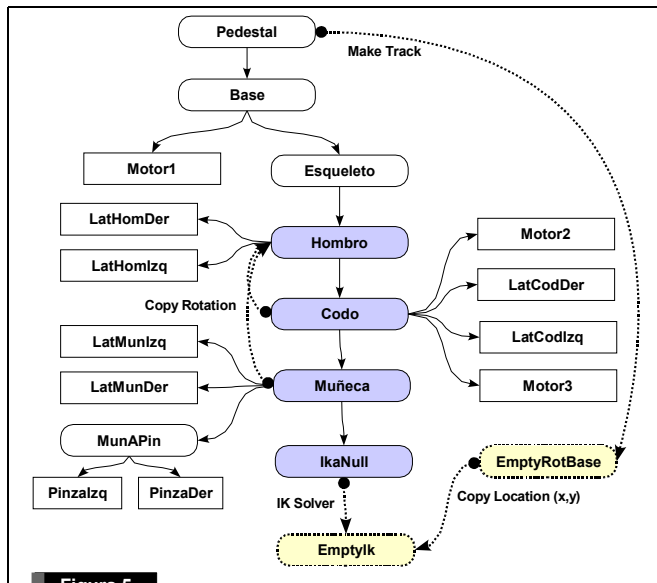 Pedestal
Make Track
Base
Motor1
Esqueleto
LatHomDer
Motor2
Hombro
LatHomIzq
LatCodDer
Copy Rotation
Codo
LatMunIzq
LatCodIzq
LatMunDer
Muñeca
Motor3
MunAPin
IkaNull
EmptyRotBase
PinzaIzq
PinzaDer
IK Solver
Copy Location (x,y)
EmptyIk
Figure 5